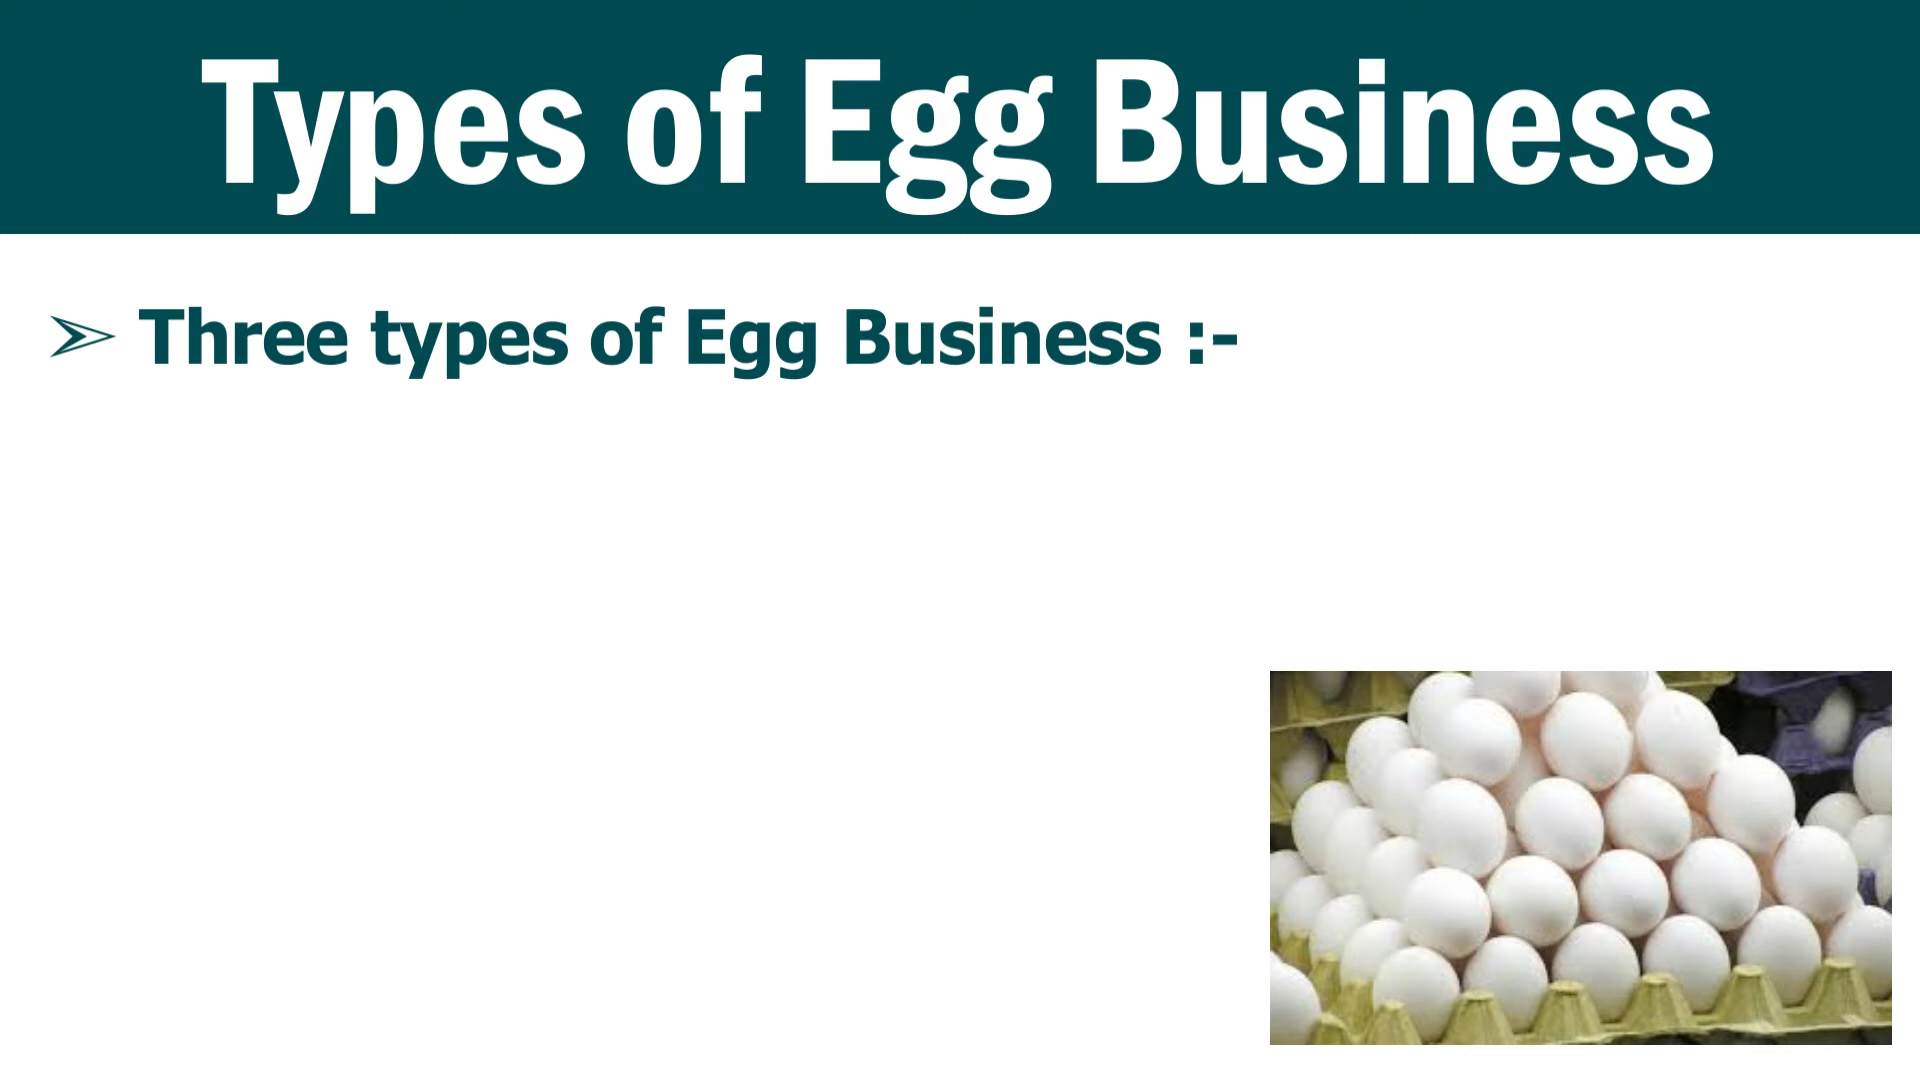 Types of Egg Business
➢ Three types of Egg Business :-